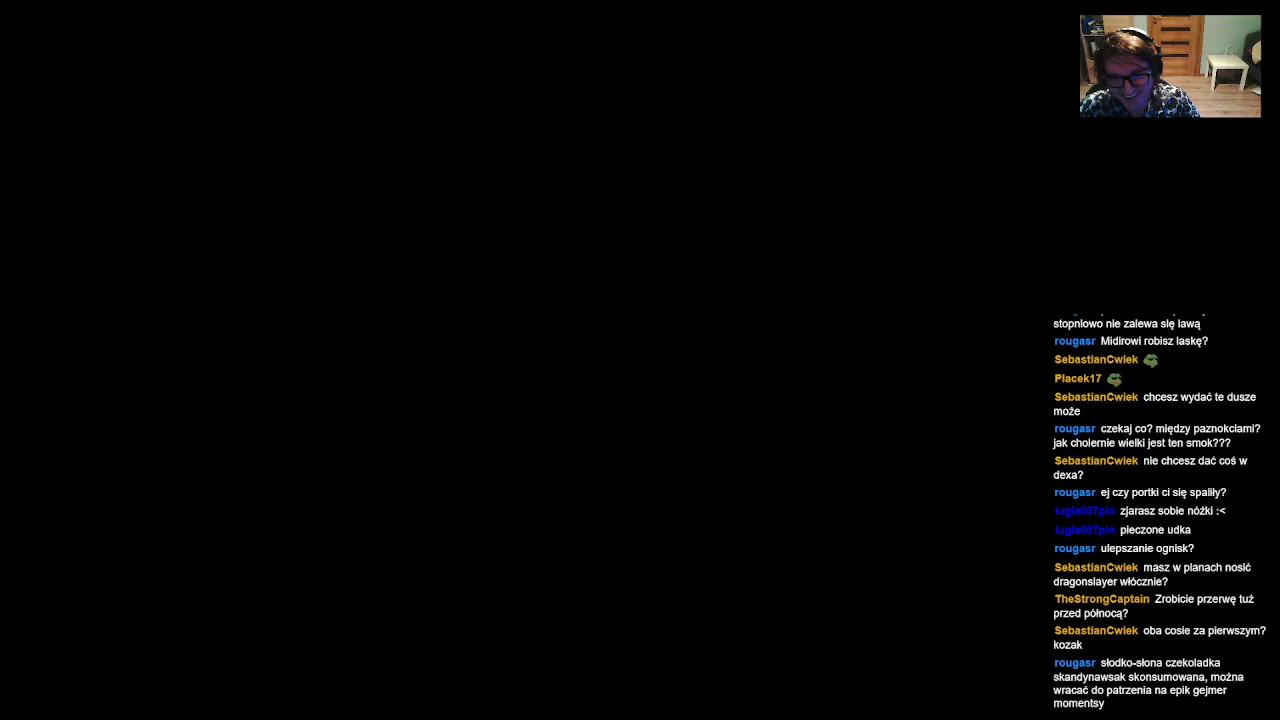 stopniowo nie zalewa się lawą
rougasr Midirowi robisz laskę?
SebastianCwiek
Placek17
SebastianCwiek chcesz wydać te dusze
może
rougasr czekaj co? między paznokciami?
jak cholernie wielki jest ten smok???
SebastianCwiek nie chcesz dać coś w
dexa?
rougasr ej czy portki ci się spaliły?
lugia007pln zjarasz sobie nóżki :<
lugia007pln pieczone udka
rougasr ulepszanie ognisk?
SebastianCwiek masz w planach nosić
dragonslayer włócznie?
TheStrongCaptain Zrobicie przerwę tuż
przed północą?
SebastianCwiek oba cosie za pierwszym?
kozak
rougasr słodko-słona czekoladka
skandynawsak skonsumowana, można
wracać do patrzenia na epik gejmer
momentsy